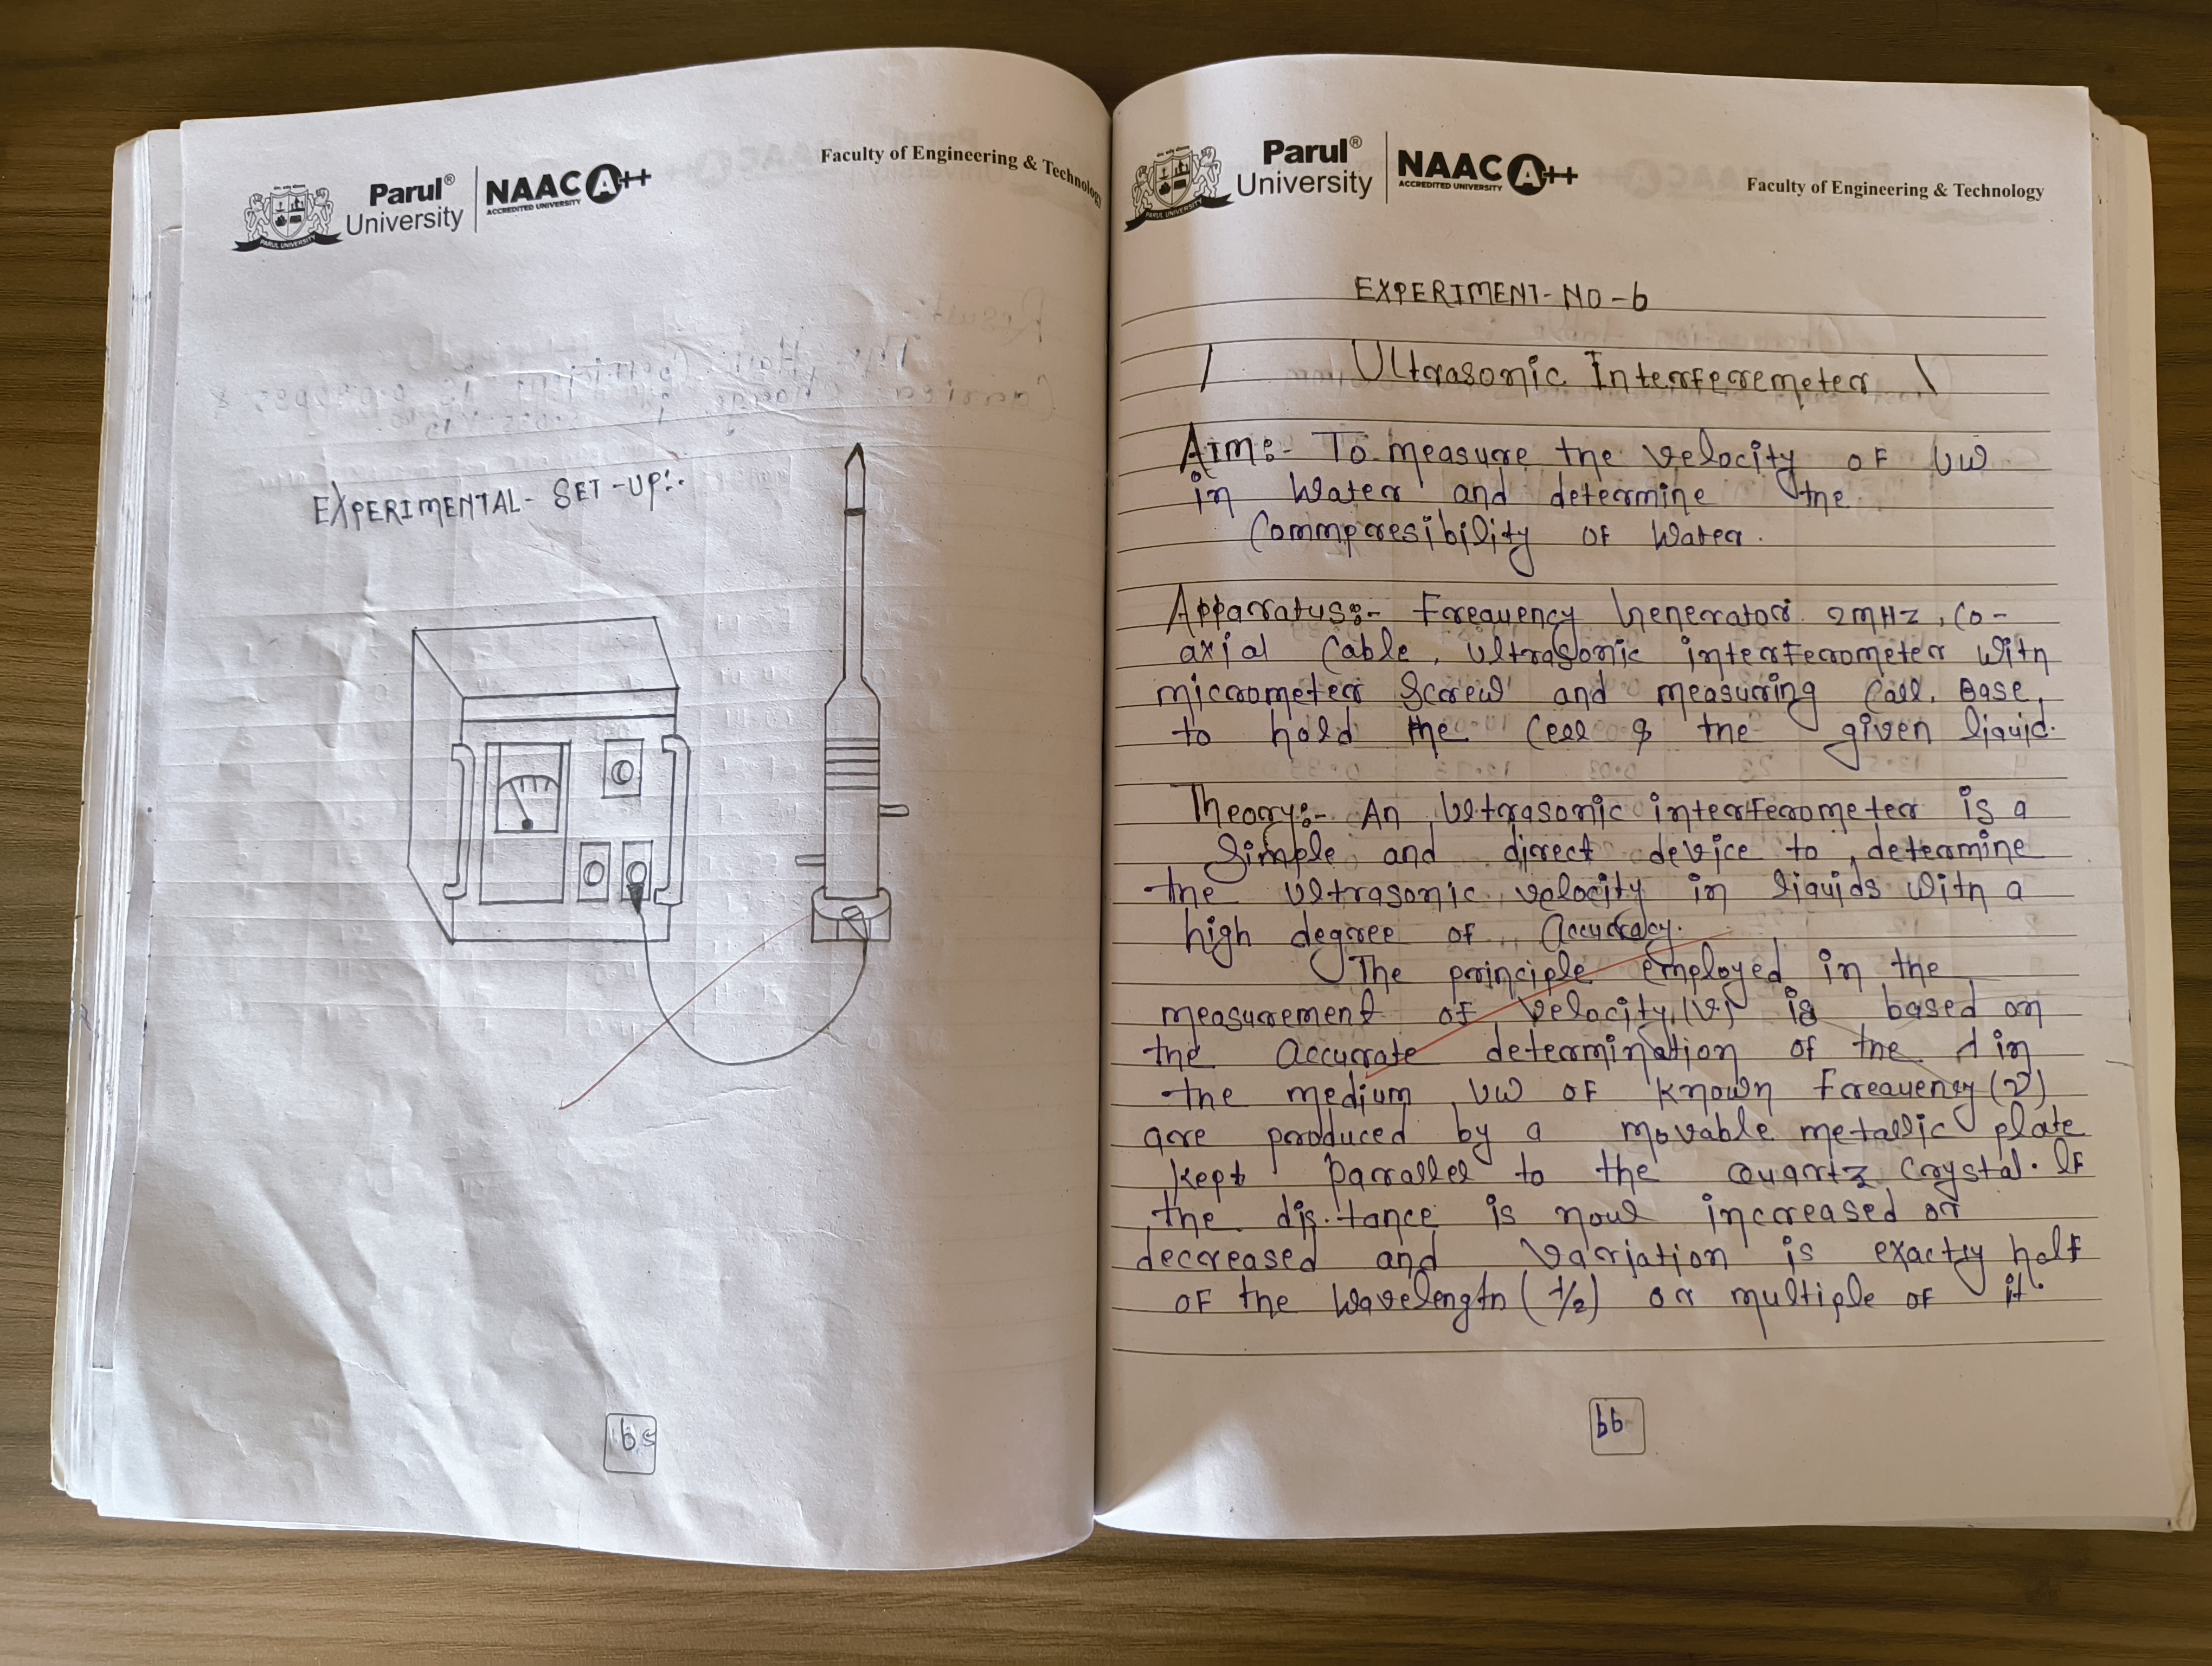 Parul®
University
NAAC A++
ACCREDITED UNIVERSITY
PARUL UNIVERSITY
Faculty of Engineering & Technology
EXPERIMENTAL- SET-UP:-
65
Parul®
University
NAAC A++
ACCREDITED UNIVERSITY
PARUL UNIVERSITY
Faculty of Engineering & Technology
EXPERIMENT-NO-6
Ultrasonic Interferemeter
Aim:- To measure the velocity of UW
in Water and determine the
Commpresibility of Water.
Apparatus:- Frequency Generator 2MHz, Co-
axial Cable, Ultrasonic interferometer With
micrometer Screw and measuring Call, Base,
to hold the Cell & the given liquid.
Theory:- An Ultrasonic interferometer is a
Simple and direct device to determine
the Ultrasonic velocity in liquids With a
high degree of Accuracy.
The principle employed in the
measurement of Velocity (v) is based on
the accurate determination of the λ in
the medium UW of Known Frequency (ν)
are produced by a movable metallic plate
Kept Parallel to the Quartz Crystal. If
the dis.tance is now increased or
decreased and Variation is exactly half
of the Wavelength (λ/2) or multiple of it.
66